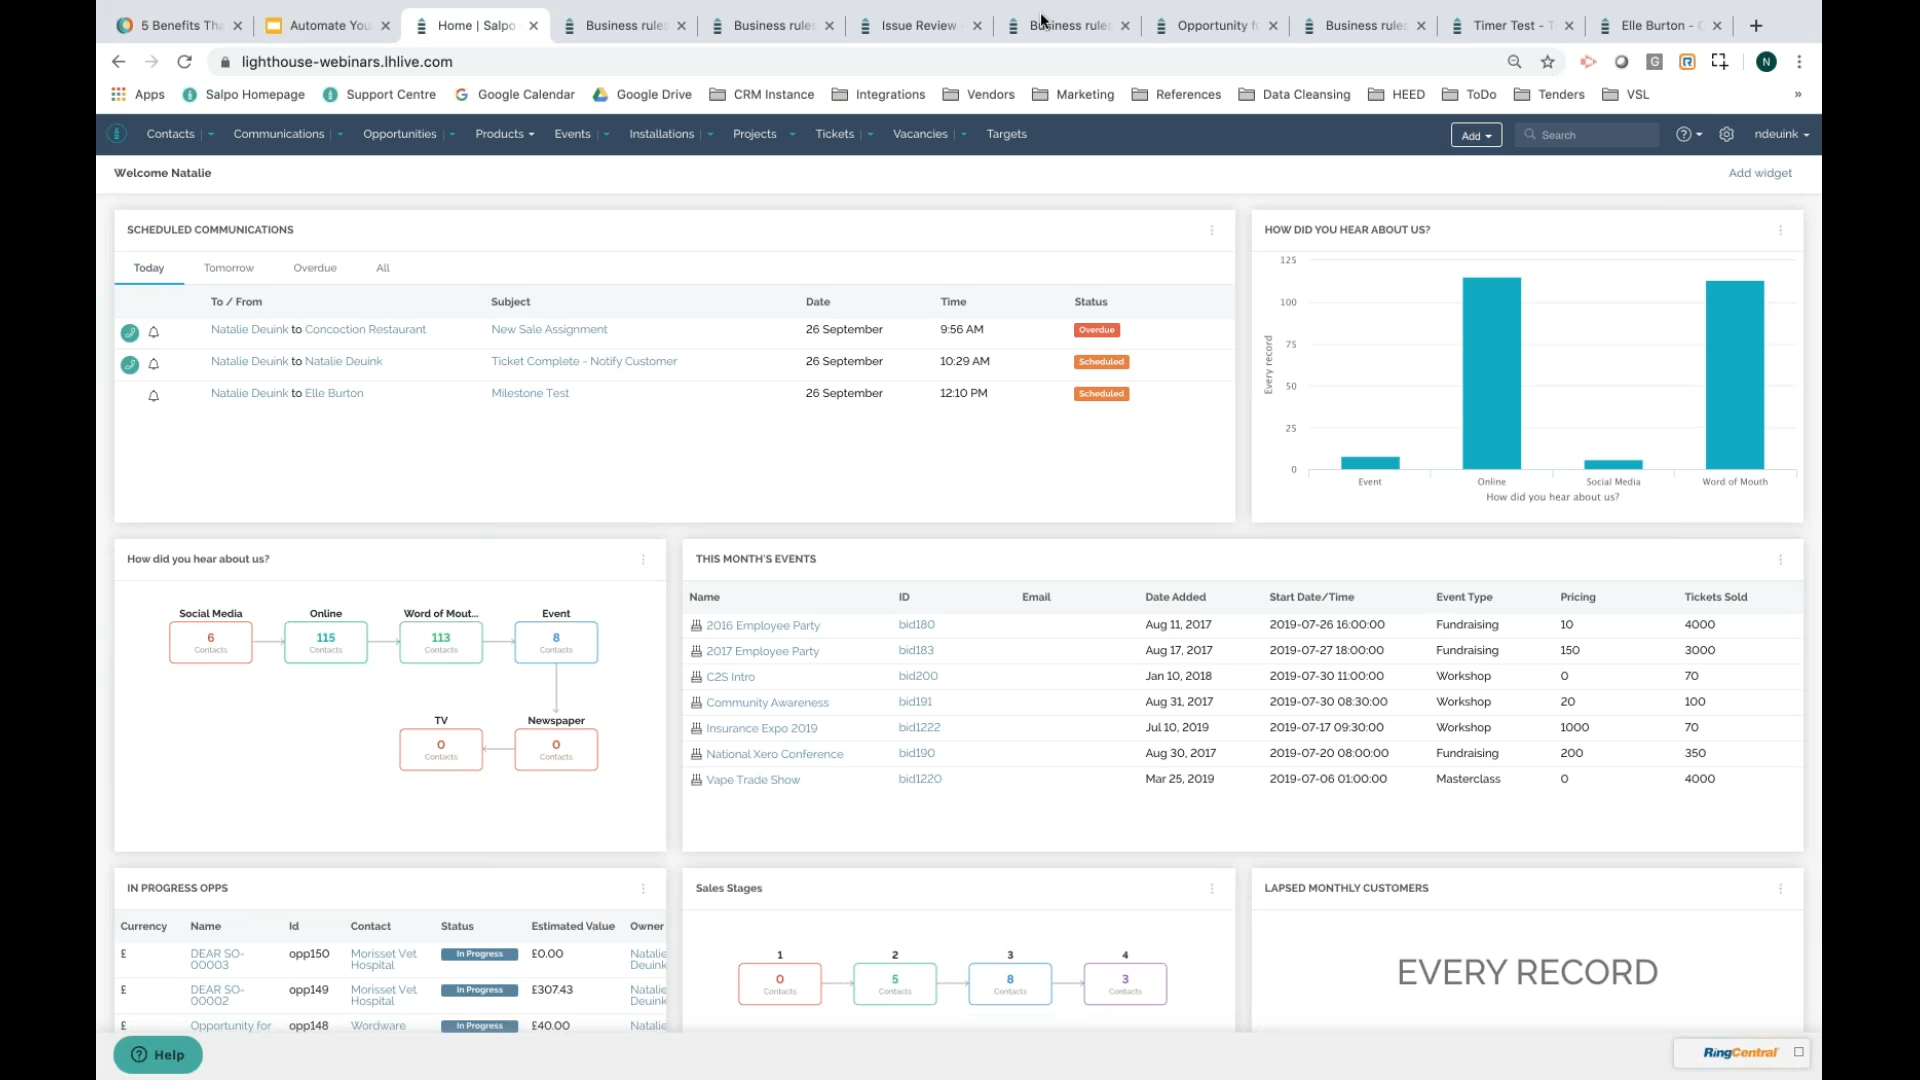 5 Benefits Tha
Automate You
Home | Salpo
Business rules
Business rules
Issue Review -
Business rules
Opportunity f
Business rules
Timer Test - T
Elle Burton - C
lighthouse-webinars.lhlive.com
N
Apps
Salpo Homepage
Support Centre
Google Calendar
Google Drive
CRM Instance
Integrations
Vendors
Marketing
References
Data Cleansing
HEED
ToDo
Tenders
VSL
»
Contacts
Communications
Opportunities
Products
Events
Installations
Projects
Tickets
Vacancies
Targets
Add
Search
ndeuink
Welcome Natalie
Add widget
SCHEDULED COMMUNICATIONS
Today Tomorrow Overdue All
To / From Subject Date Time Status
Natalie Deuink to Concoction Restaurant New Sale Assignment 26 September 9:56 AM Overdue
Natalie Deuink to Natalie Deuink Ticket Complete - Notify Customer 26 September 10:29 AM Scheduled
Natalie Deuink to Elle Burton Milestone Test 26 September 12:10 PM Scheduled
HOW DID YOU HEAR ABOUT US?
125
100
75
50
25
0
Every record
Event Online Social Media Word of Mouth
How did you hear about us?
How did you hear about us?
Social Media Online Word of Mout... Event
6 115 113 8
Contacts Contacts Contacts Contacts
TV Newspaper
0 0
Contacts Contacts
THIS MONTH'S EVENTS
Name ID Email Date Added Start Date/Time Event Type Pricing Tickets Sold
2016 Employee Party bid180 Aug 11, 2017 2019-07-26 16:00:00 Fundraising 10 4000
2017 Employee Party bid183 Aug 17, 2017 2019-07-27 18:00:00 Fundraising 150 3000
C2S Intro bid200 Jan 10, 2018 2019-07-30 11:00:00 Workshop 0 70
Community Awareness bid191 Aug 31, 2017 2019-07-30 08:30:00 Workshop 20 100
Insurance Expo 2019 bid1222 Jul 10, 2019 2019-07-17 09:30:00 Workshop 1000 70
National Xero Conference bid190 Aug 30, 2017 2019-07-20 08:00:00 Fundraising 200 350
Vape Trade Show bid1220 Mar 25, 2019 2019-07-06 01:00:00 Masterclass 0 4000
IN PROGRESS OPPS
Currency Name Id Contact Status Estimated Value Owner
£ DEAR SO- opp150 Morisset Vet In Progress £0.00 Natalie
00003 Hospital Deuink
£ DEAR SO- opp149 Morisset Vet In Progress £307.43 Natalie
00002 Hospital Deuink
£ Opportunity for opp148 Wordware In Progress £40.00 Natalie
Sales Stages
1 2 3 4
0 5 8 3
Contacts Contacts Contacts Contacts
LAPSED MONTHLY CUSTOMERS
EVERY RECORD
Help
RingCentral